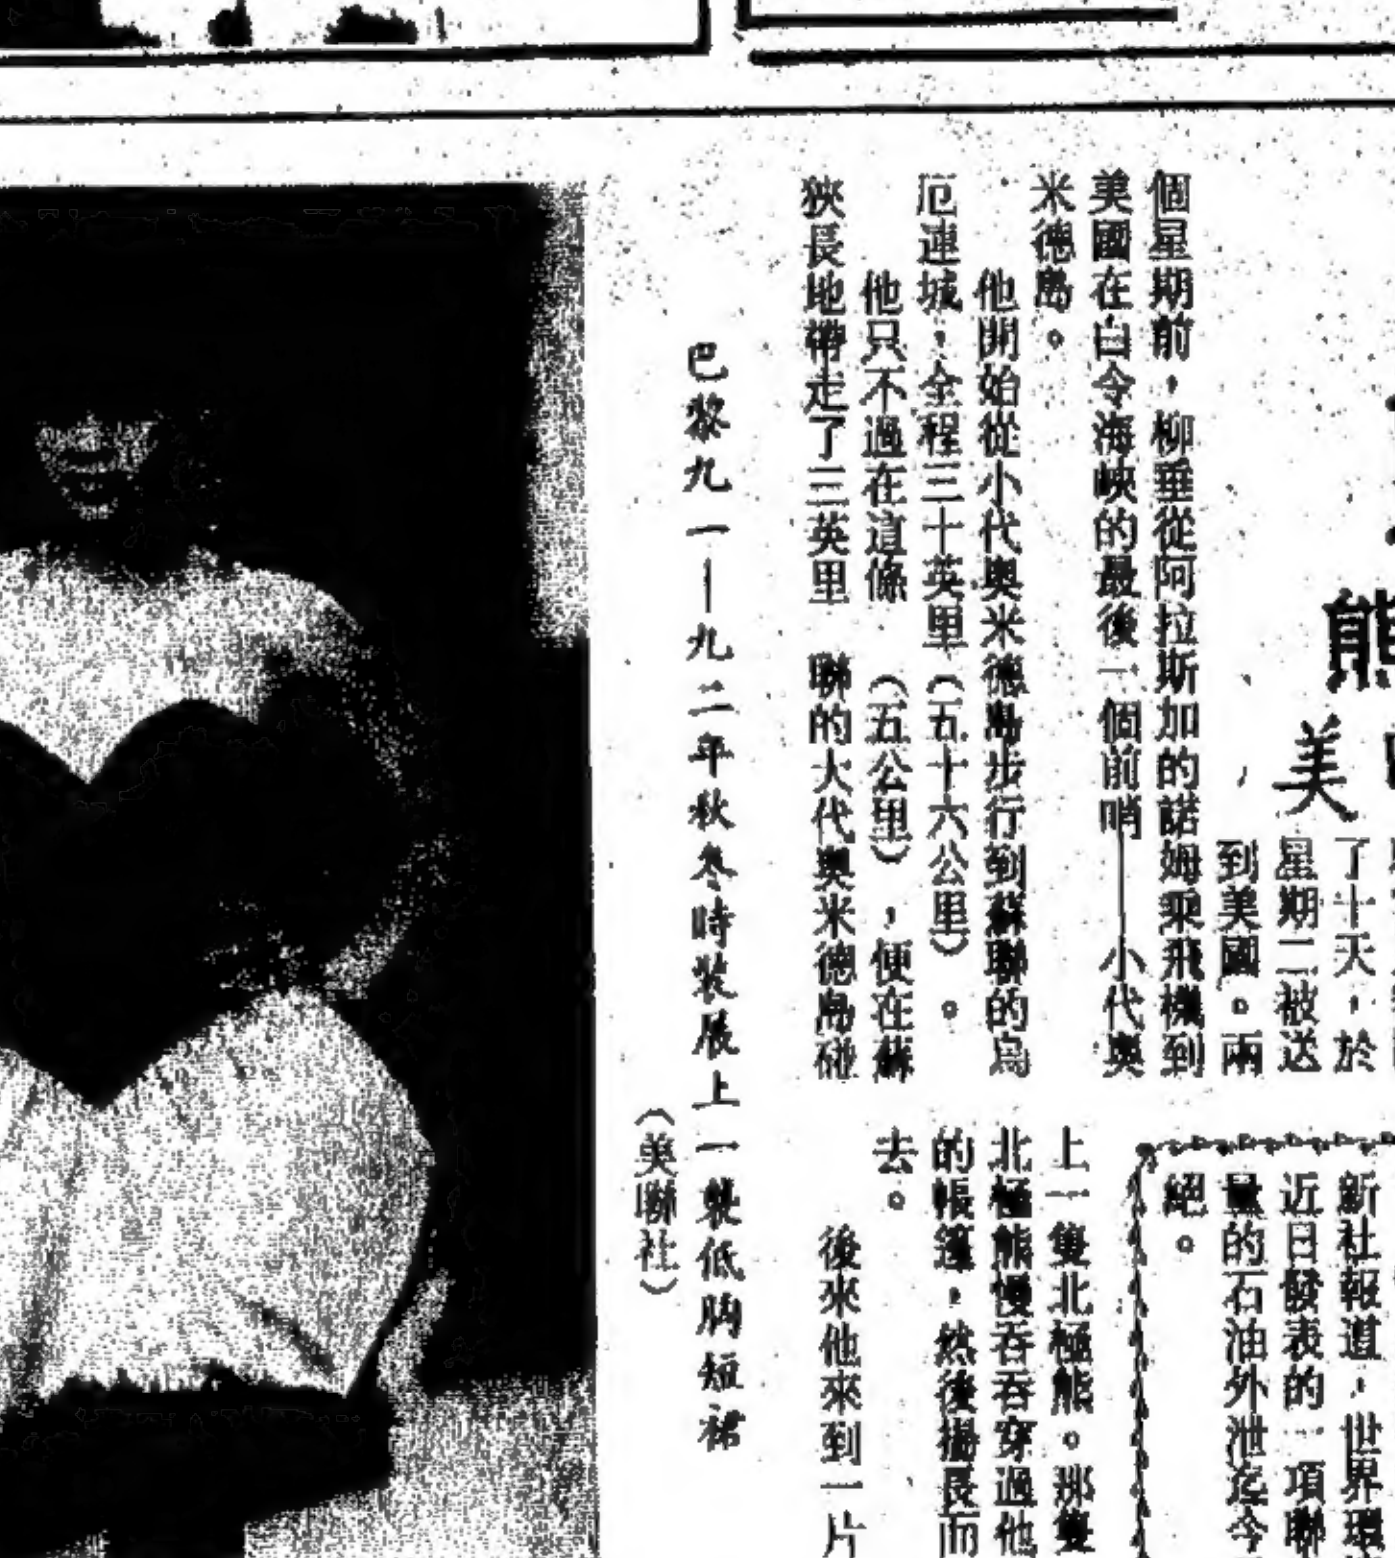 熊
美
了十天，於
星期二被送
到美國。兩
個星期前，柳垂從阿拉斯加的諾姆乘飛機到
美國在白令海峽的最後一個前哨——小代奧
米德島。
他開始從小代奧米德島步行到蘇聯的烏
厄連城，全程三十英里（五十六公里）。
他只不過在這條（五公里），便在蘇
狹長地帶走了三英里 聯的大代奧米德島碰
上一隻北極熊。那隻
北極熊慢吞吞穿過他
的帳篷，然後揚長而
去。
後來他來到一片
新社報道，世界環
近日發表的一項聯
量的石油外泄迄今
絕。
巴黎九一—九二年秋冬時裝展上一襲低胸短裙
（美聯社）